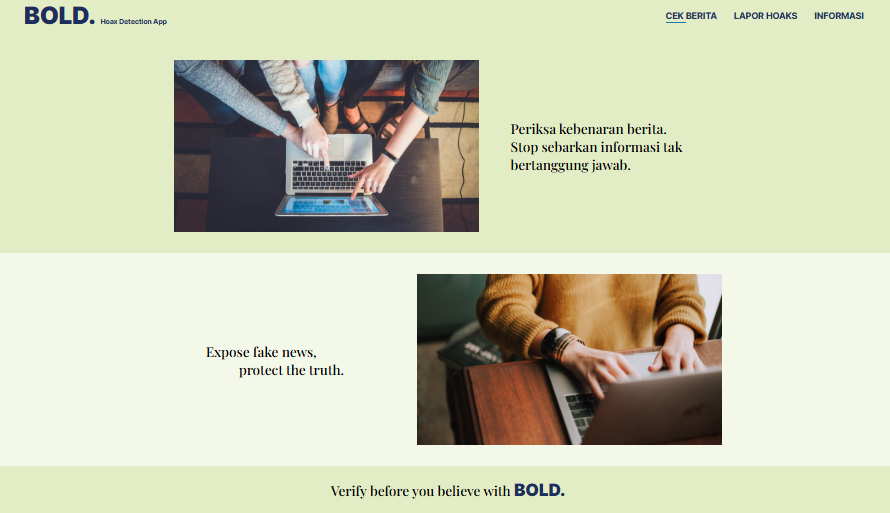 BOLD. Hoax Detection App
CEK BERITA LAPOR HOAKS INFORMASI
Periksa kebenaran berita.
Stop sebarkan informasi tak
bertanggung jawab.
Expose fake news,
protect the truth.
Verify before you believe with BOLD.